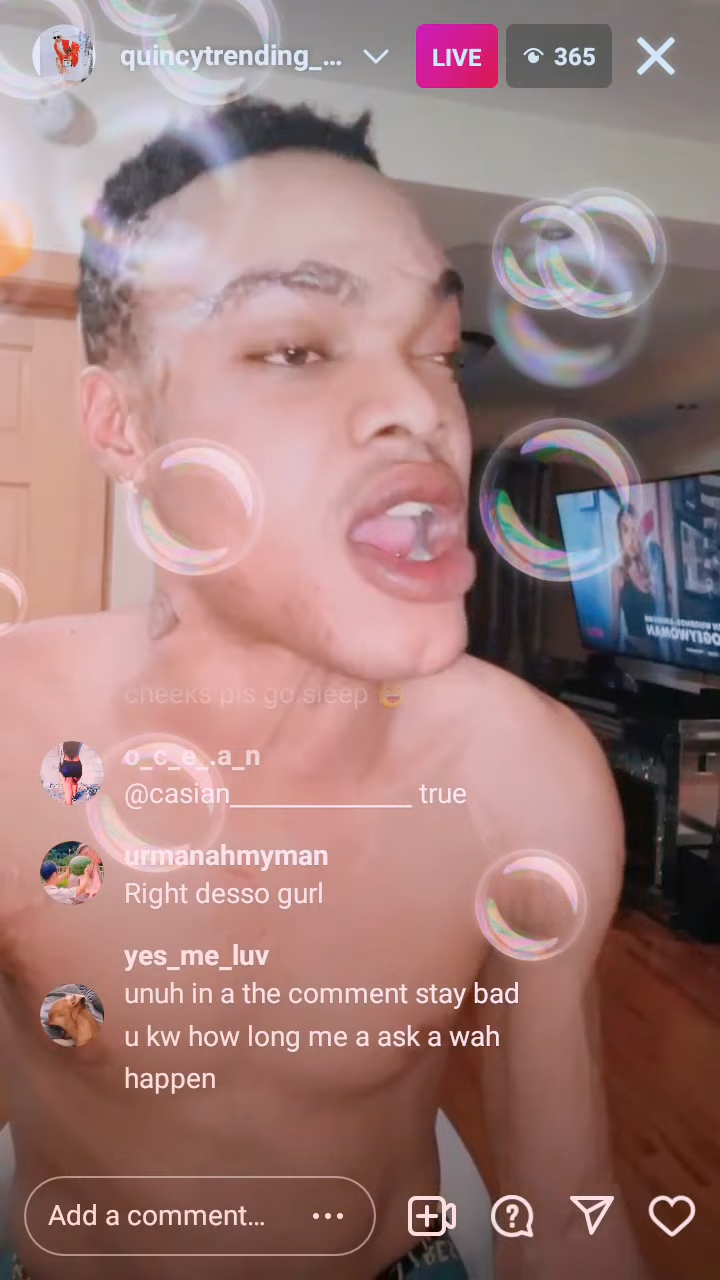 quincytrending_...
LIVE
365
cheeks pls go sleep 😄
o_c_e_.a_n
@casian______________ true
urmanahmyman
Right desso gurl
yes_me_luv
unuh in a the comment stay bad
u kw how long me a ask a wah
happen
Add a comment...